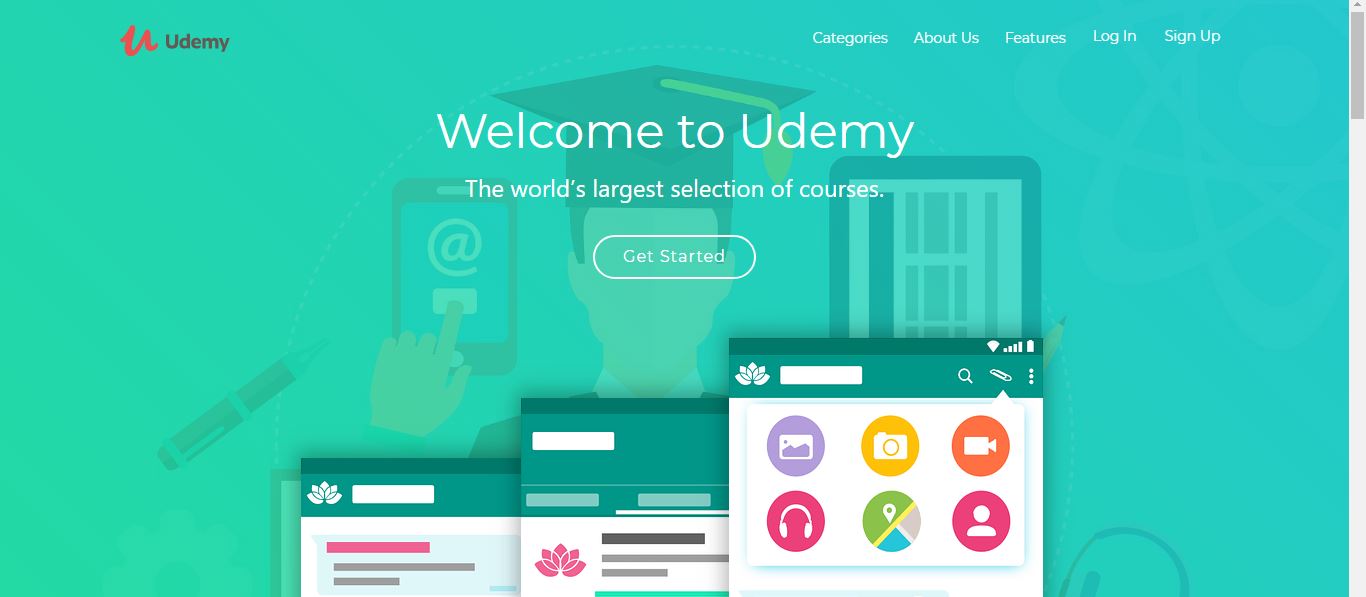 Udemy
Categories About Us Features Log In Sign Up
Welcome to Udemy
The world’s largest selection of courses.
@
Get Started